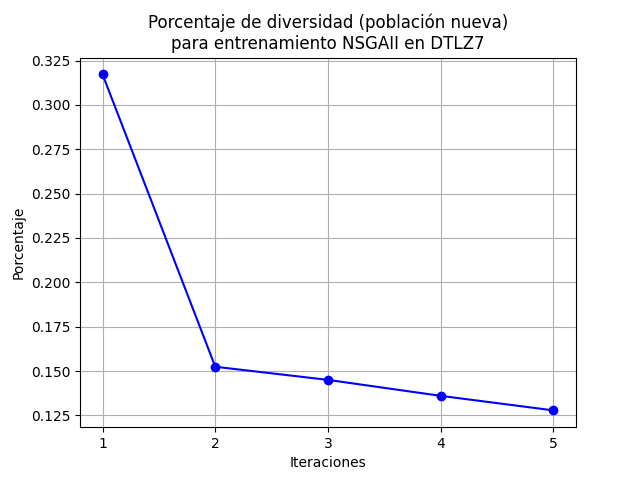 Porcentaje de diversidad (población nueva)
para entrenamiento NSGAII en DTLZ7
0.325
0.300
0.275
0.250
0.225
0.200
0.175
0.150
0.125
Porcentaje
1 2 3 4 5
Iteraciones